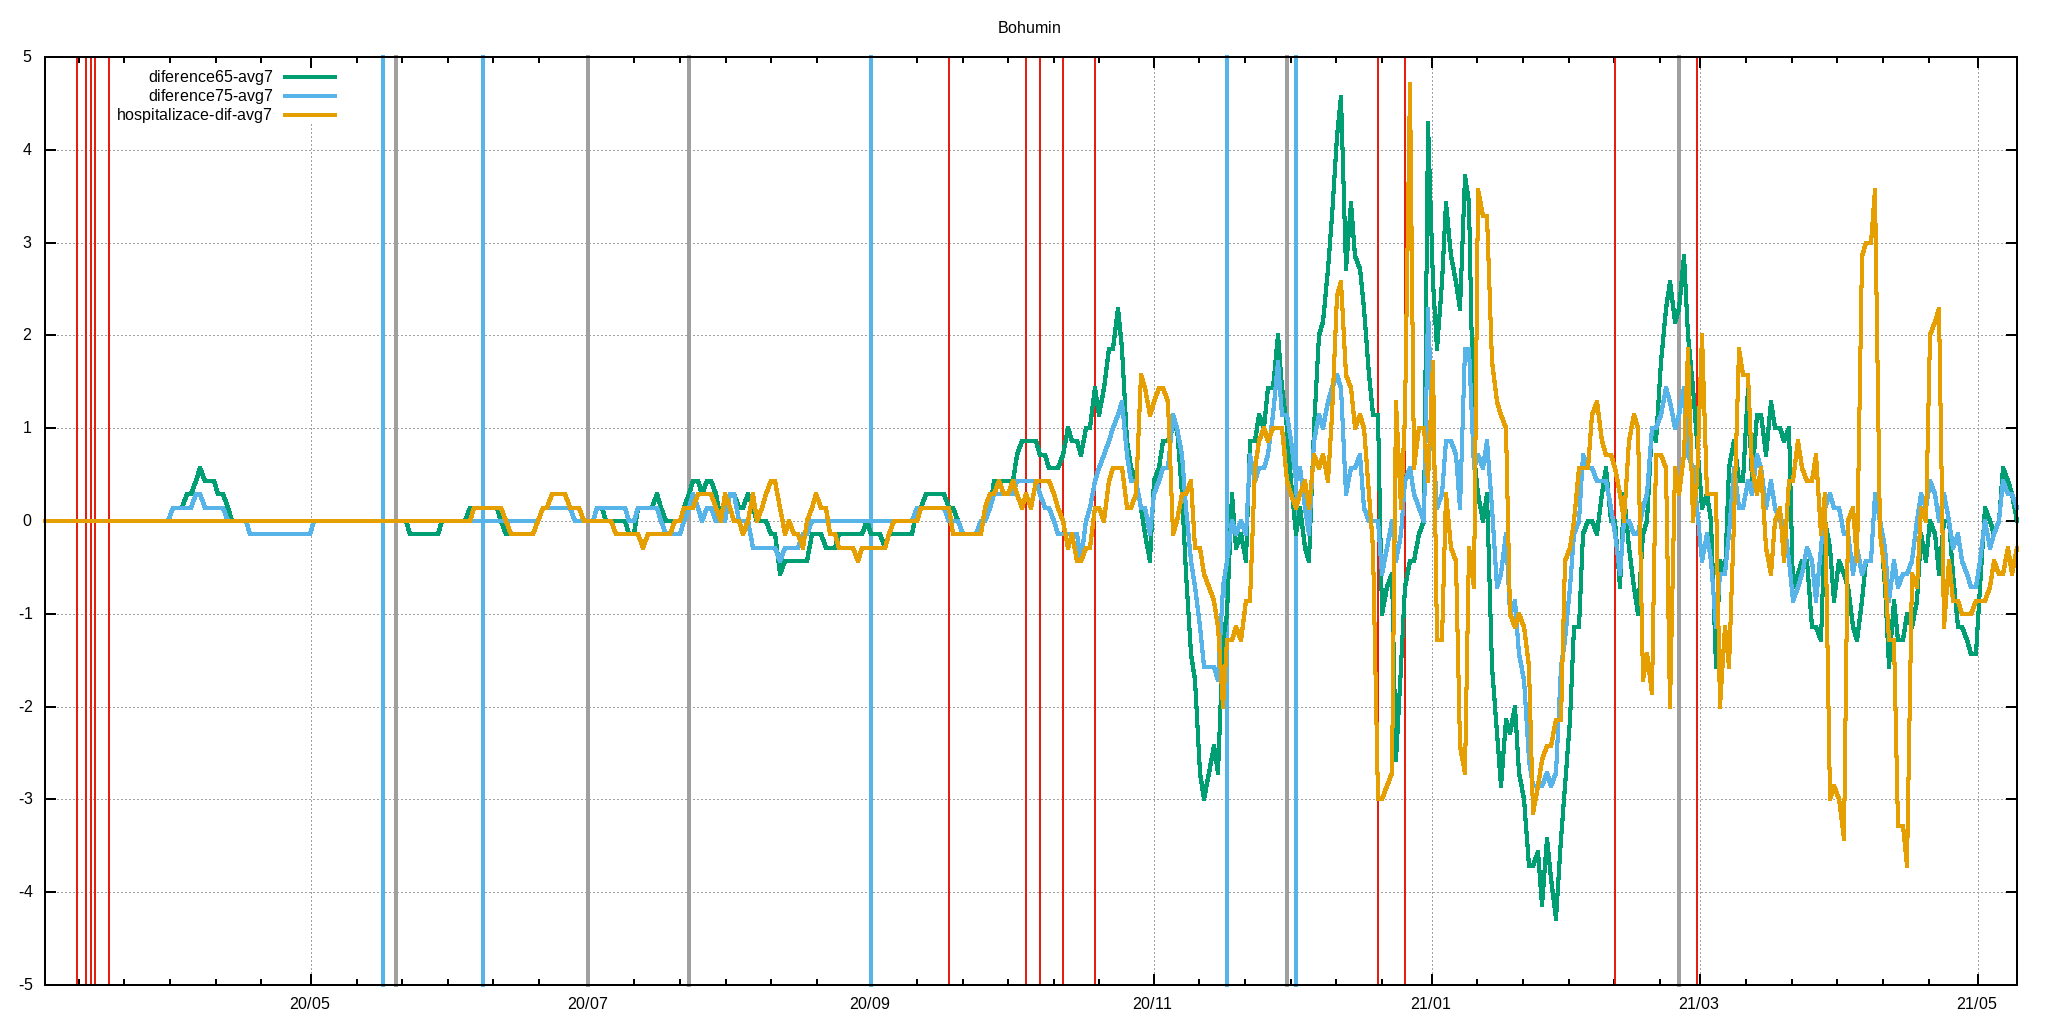 Bohumin
diference65-avg7
diference75-avg7
hospitalizace-dif-avg7
5
4
3
2
1
0
-1
-2
-3
-4
-5
20/05 20/07 20/09 20/11 21/01 21/03 21/05